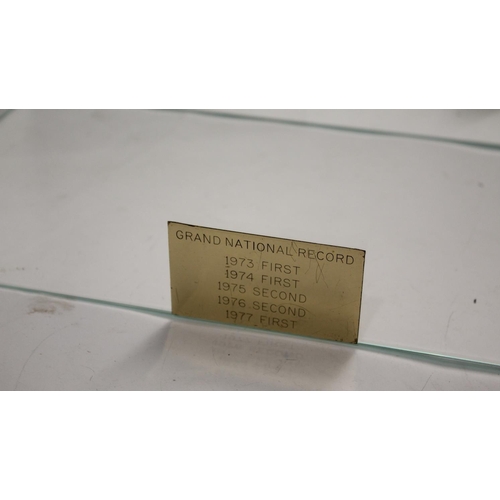 GRAND NATIONAL RECORD
1973 FIRST
1974 FIRST
1975 SECOND
1976 SECOND
1977 FIRST